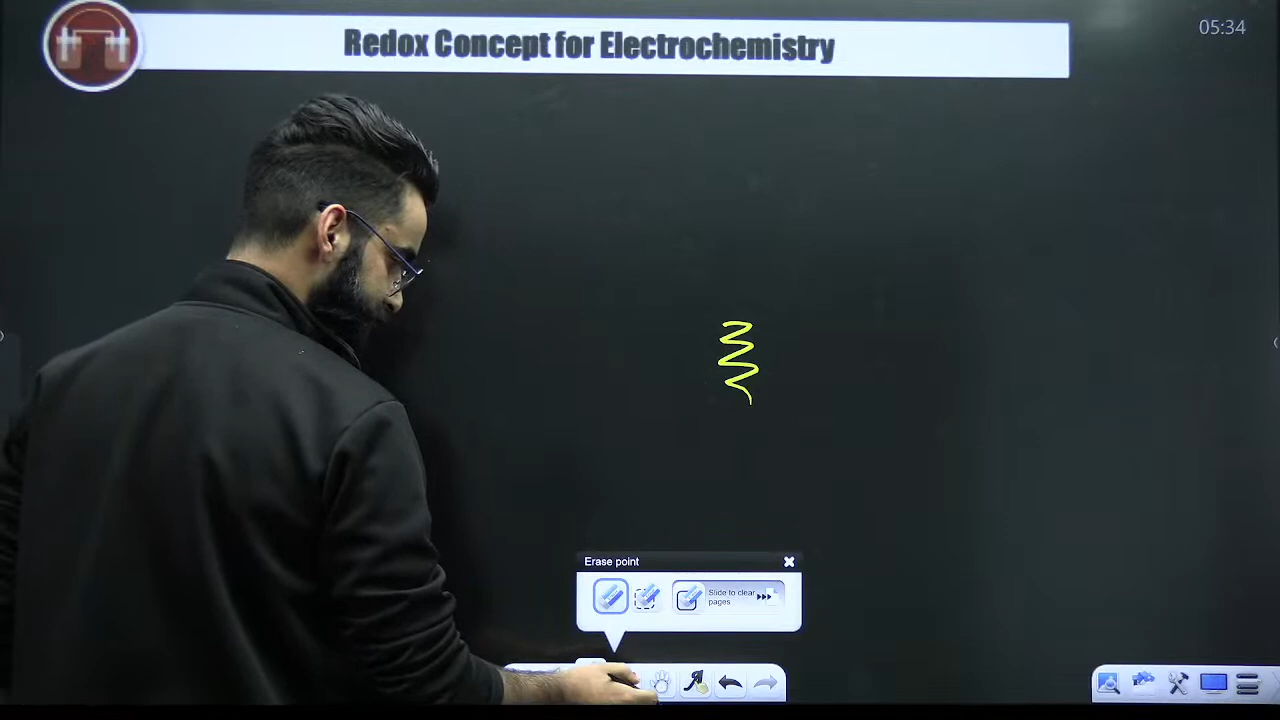 Redox Concept for Electrochemistry
05:34
Erase point
Slide to clear
pages